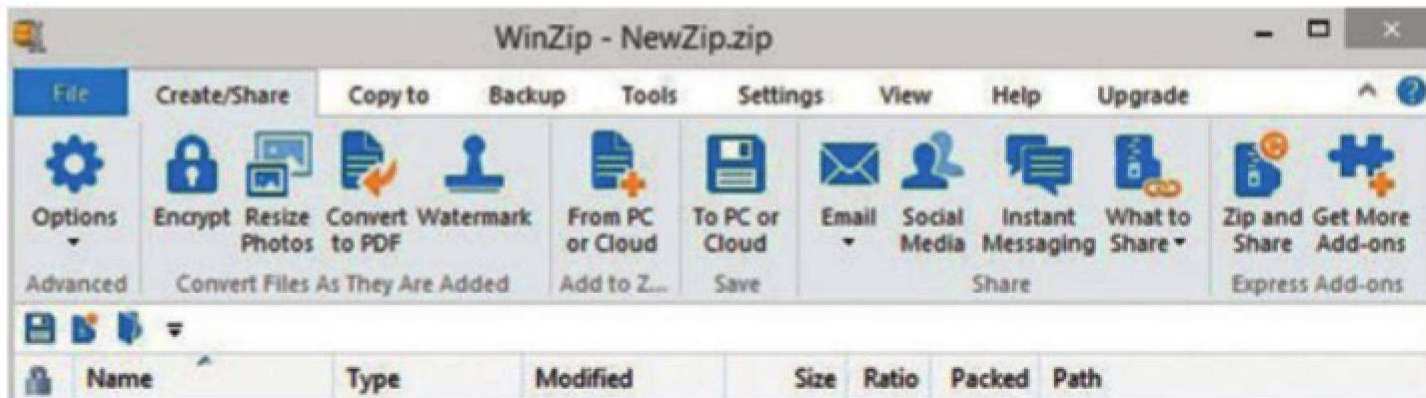 WinZip - NewZip.zip
File Create/Share Copy to Backup Tools Settings View Help Upgrade
Options Encrypt Resize Photos Convert to PDF Watermark From PC or Cloud To PC or Cloud Email Social Media Instant Messaging What to Share Zip and Share Get More Add-ons
Advanced Convert Files As They Are Added Add to Z... Save Share Express Add-ons
Name Type Modified Size Ratio Packed Path